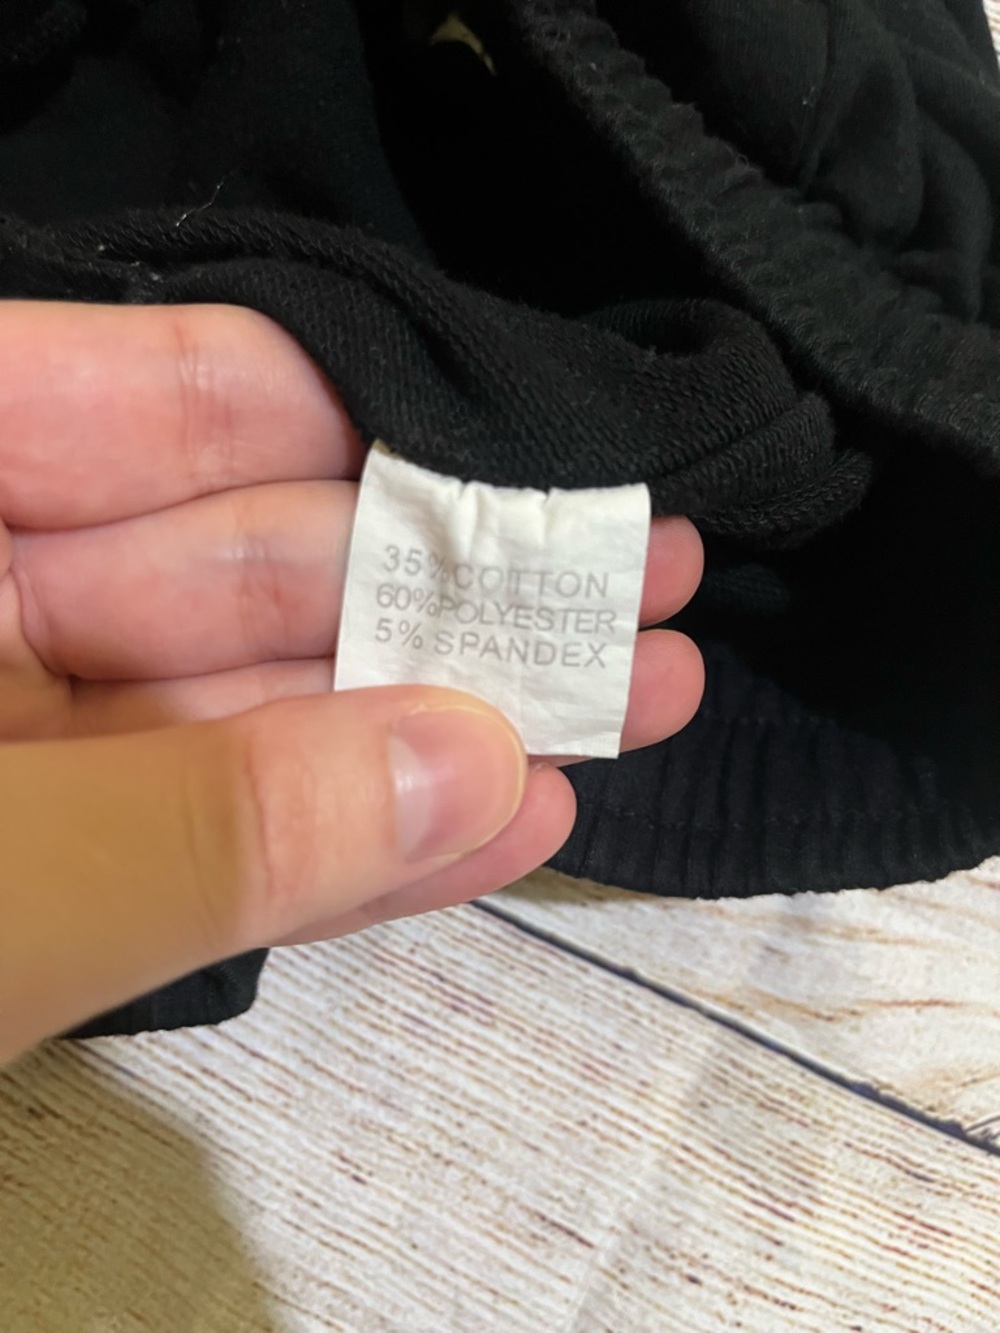 35%COTTON
60%POLYESTER
5% SPANDEX